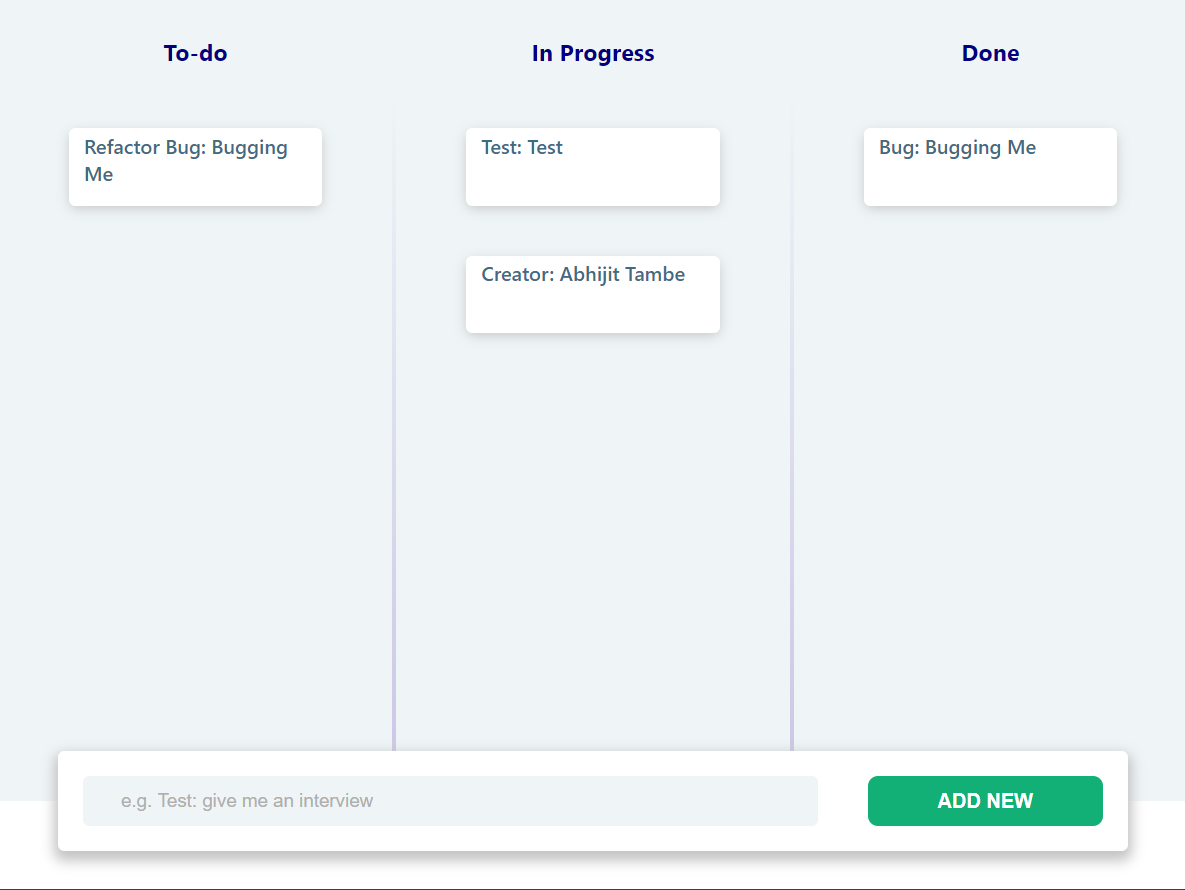 To-do
Refactor Bug: Bugging
Me
In Progress
Test: Test
Creator: Abhijit Tambe
Done
Bug: Bugging Me
e.g. Test: give me an interview
ADD NEW